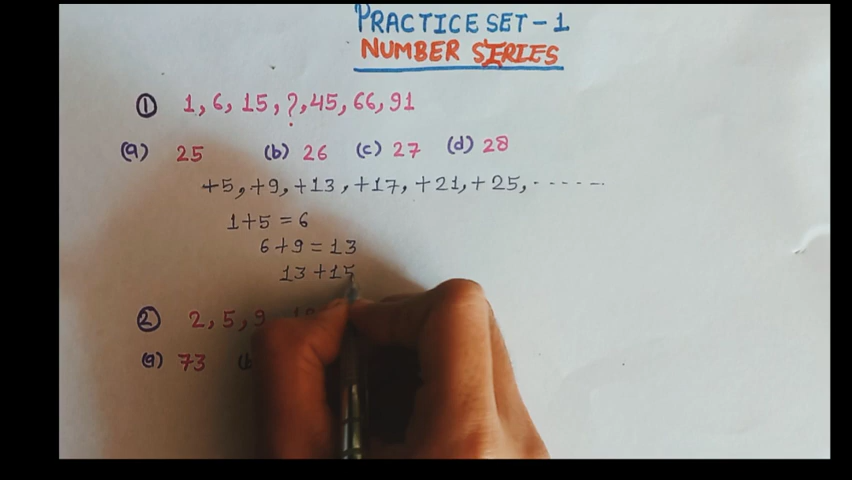 PRACTICE SET - 1
NUMBER SERIES
① 1, 6, 15, ?, 45, 66, 91
(a) 25 (b) 26 (c) 27 (d) 28
+5, +9, +13, +17, +21, +25, ------
1+5 = 6
6+9 = 13
13 +15
② 2, 5, 9
(a) 73